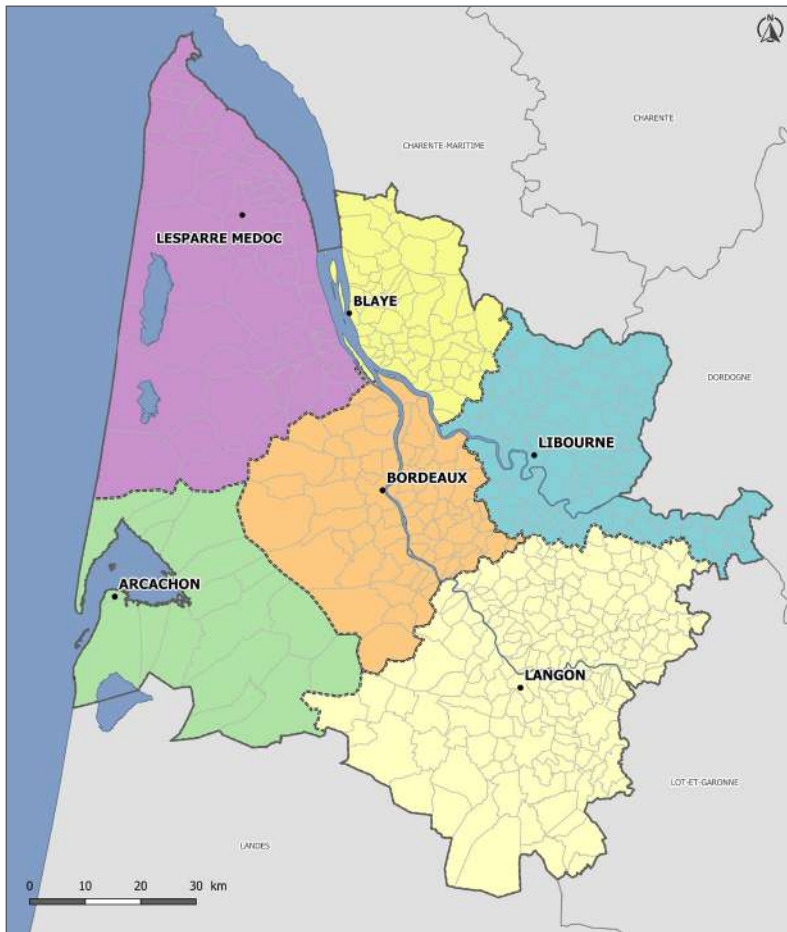 N
CHARENTE
CHARENTE-MARITIME
LESPARRE MEDOC
BLAYE
DORDOGNE
LIBOURNE
BORDEAUX
ARCACHON
LANGON
LOT-ET-GARONNE
LANDES
0 10 20 30 km